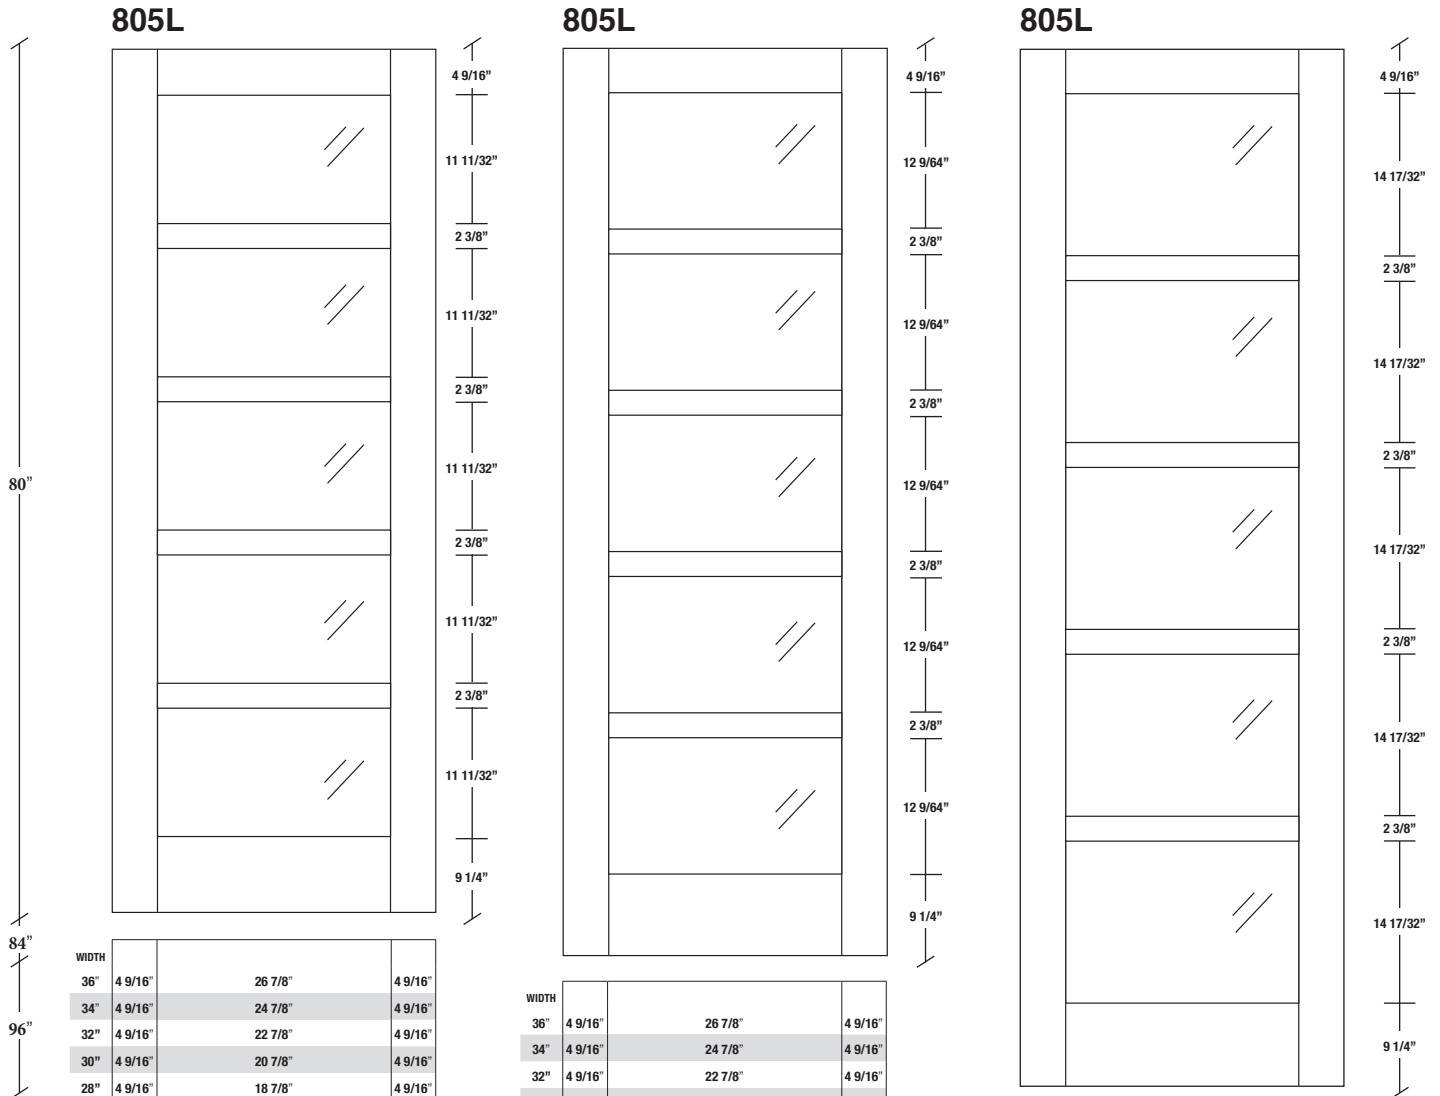 805L
805L
805L
80”
84”
96”
4 9/16”
11 11/32”
2 3/8”
11 11/32”
2 3/8”
11 11/32”
2 3/8”
11 11/32”
2 3/8”
11 11/32”
9 1/4”
WIDTH
36” 4 9/16” 26 7/8” 4 9/16”
34” 4 9/16” 24 7/8” 4 9/16”
32” 4 9/16” 22 7/8” 4 9/16”
30” 4 9/16” 20 7/8” 4 9/16”
28” 4 9/16” 18 7/8” 4 9/16”
4 9/16”
12 9/64”
2 3/8”
12 9/64”
2 3/8”
12 9/64”
2 3/8”
12 9/64”
2 3/8”
12 9/64”
9 1/4”
WIDTH
36” 4 9/16” 26 7/8” 4 9/16”
34” 4 9/16” 24 7/8” 4 9/16”
32” 4 9/16” 22 7/8” 4 9/16”
4 9/16”
14 17/32”
2 3/8”
14 17/32”
2 3/8”
14 17/32”
2 3/8”
14 17/32”
2 3/8”
14 17/32”
9 1/4”